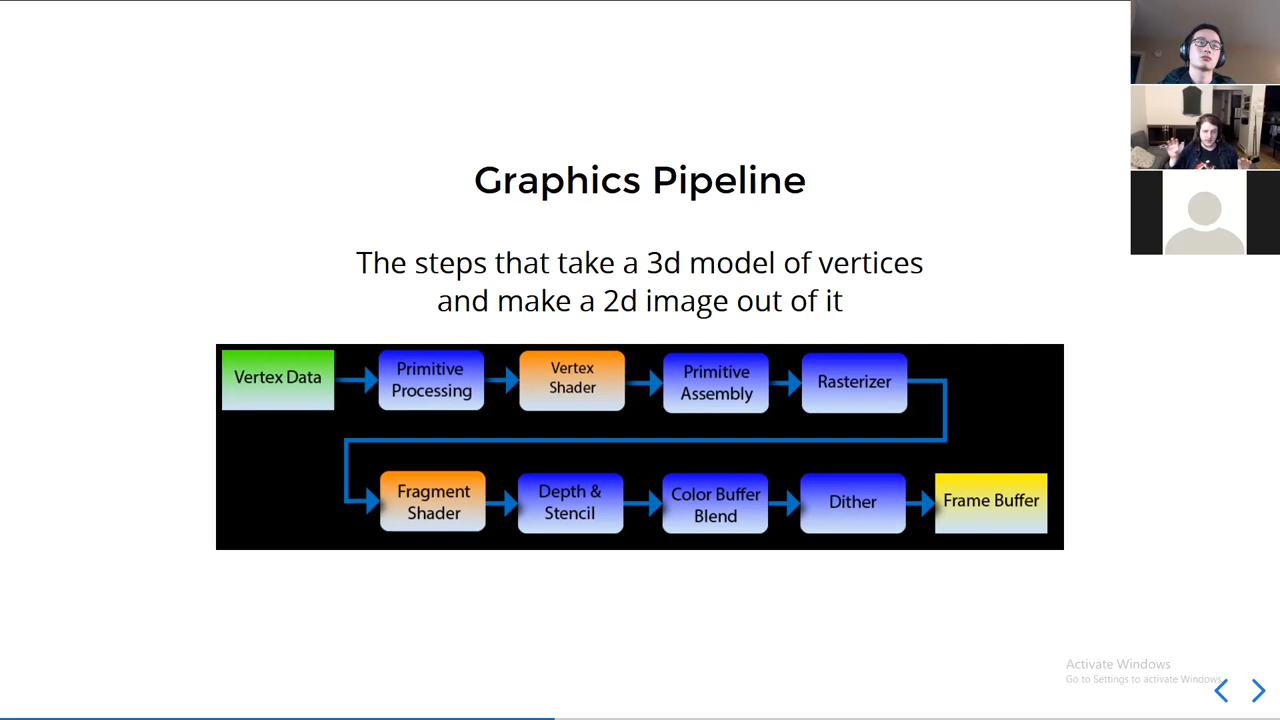 Graphics Pipeline
The steps that take a 3d model of vertices
and make a 2d image out of it
Vertex Data
Primitive
Processing
Vertex
Shader
Primitive
Assembly
Rasterizer
Fragment
Shader
Depth &
Stencil
Color Buffer
Blend
Dither
Frame Buffer
Activate Windows
Go to Settings to activate Windows.